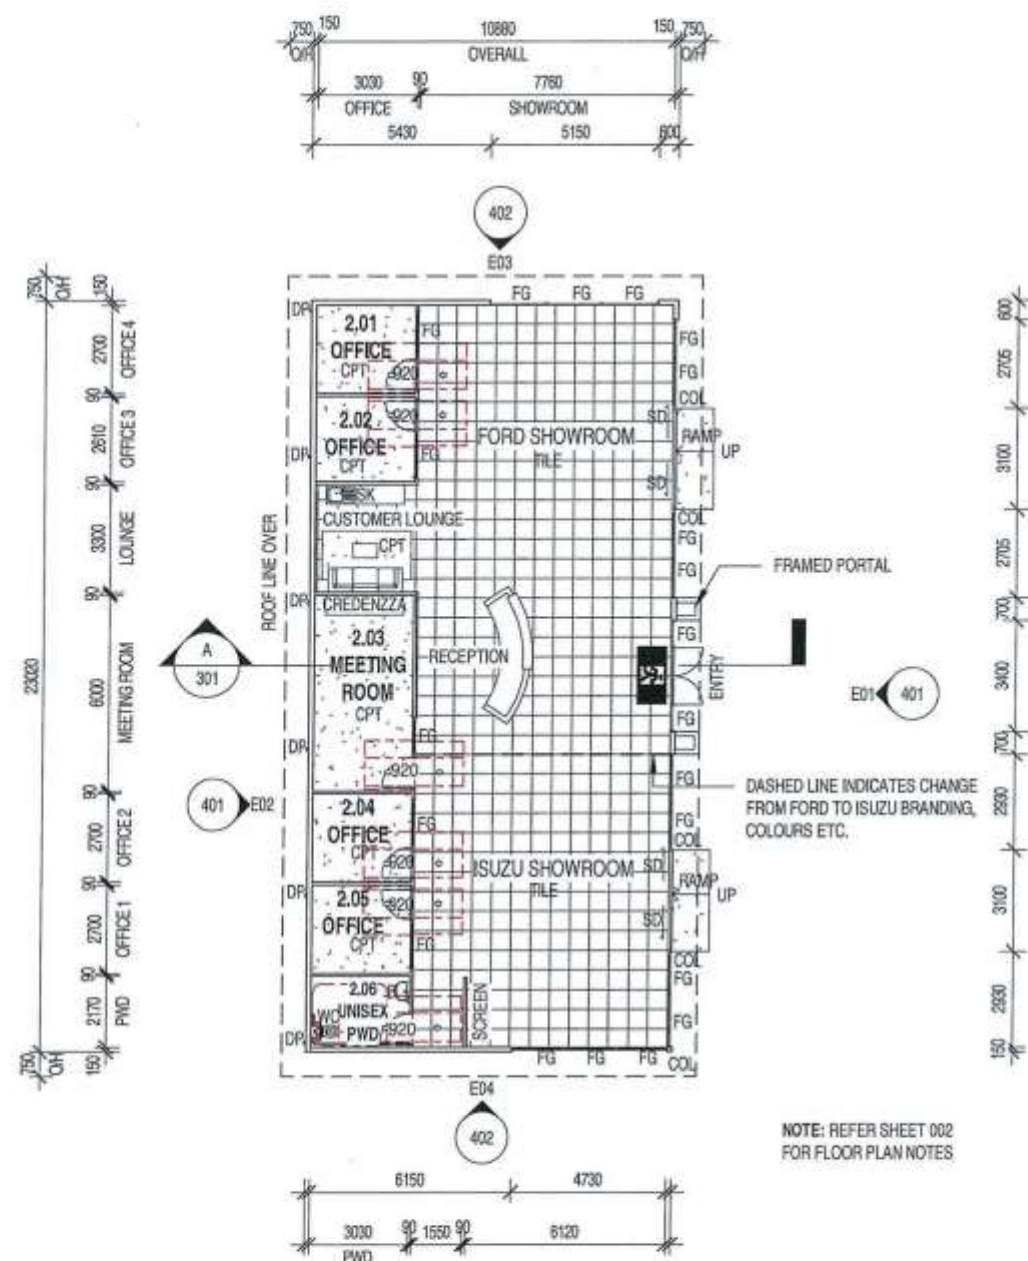 750 150 10880 150 750
O/H OVERALL O/H
3030 90 7760
OFFICE SHOWROOM
5430 5150 600
402
E03
750
O/H
150
2700
OFFICE 4
90
2610
OFFICE 3
90
3300
LOUNGE
90
6000
MEETING ROOM
90
2700
OFFICE 2
90
2700
OFFICE 1
90
2170
PWD
150
750
O/H
23020
ROOF LINE OVER
DP
DP
DP
DP
DP
DP
FG FG FG
2.01
OFFICE
CPT
920
FG
2.02
OFFICE
CPT
920
FG
FORD SHOWROOM
TILE
SK
CUSTOMER LOUNGE
CPT
CREDENZZA
2.03
MEETING
ROOM
CPT
FG
920
RECEPTION
2.04
OFFICE
CPT
FG
920
ISUZU SHOWROOM
TILE
2.05
OFFICE
CPT
920
FG
2.06
UNISEX
PWD
WC
920
SCREEN
FG
FG
COL
SD
RAMP
UP
SD
COL
FG
FG
FRAMED PORTAL
FG
ENTRY
FG
FG
DASHED LINE INDICATES CHANGE
FROM FORD TO ISUZU BRANDING,
COLOURS ETC.
FG
COL
SD
RAMP
UP
SD
COL
FG
FG
COL
FG FG FG
A
301
401 E02
E01 401
600
2705
3100
2705
700
3400
700
2930
3100
2930
150
E04
402
NOTE: REFER SHEET 002
FOR FLOOR PLAN NOTES
6150 4730
3030 90 1550 90 6120
PWD